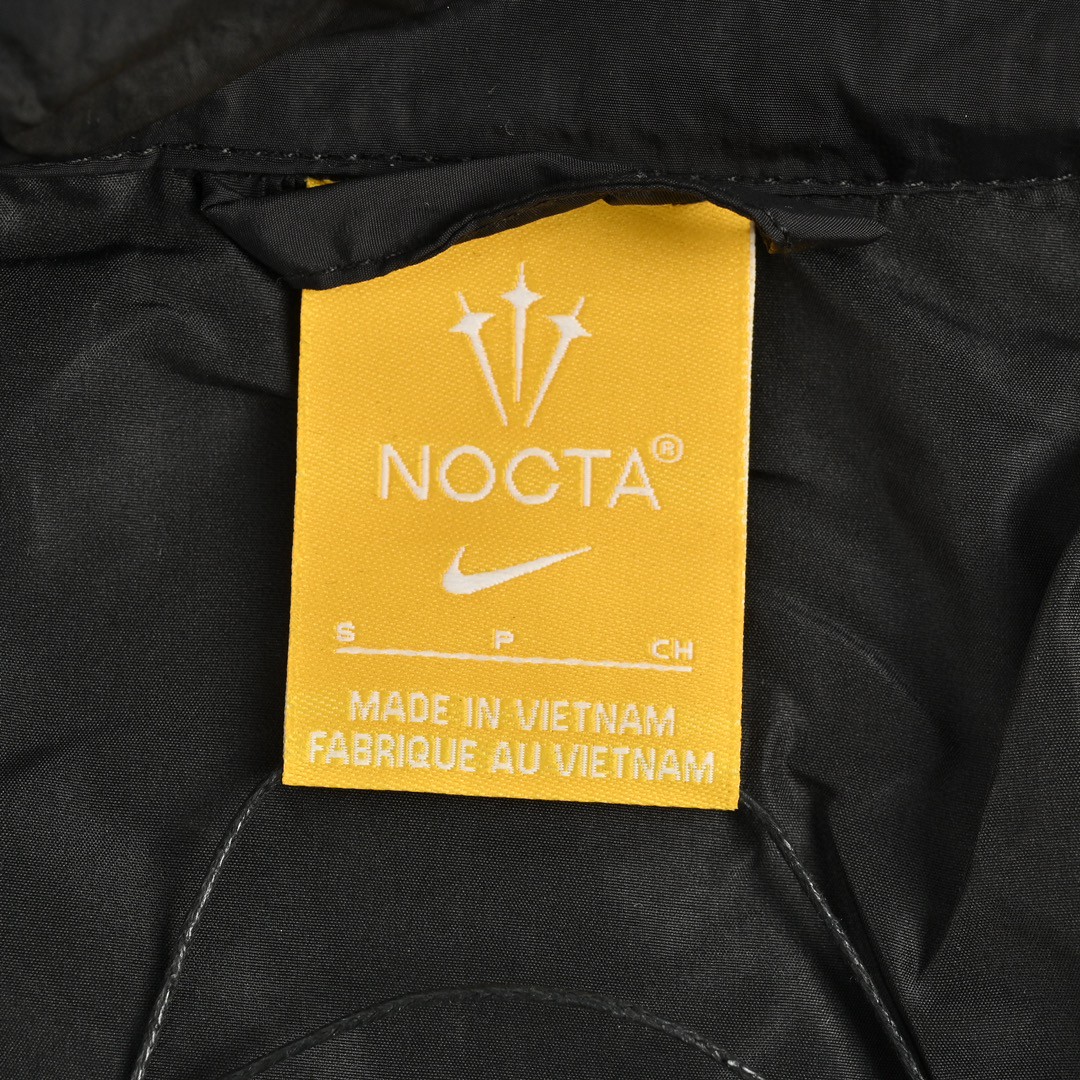 NOCTA®
S P CH
MADE IN VIETNAM
FABRIQUE AU VIETNAM